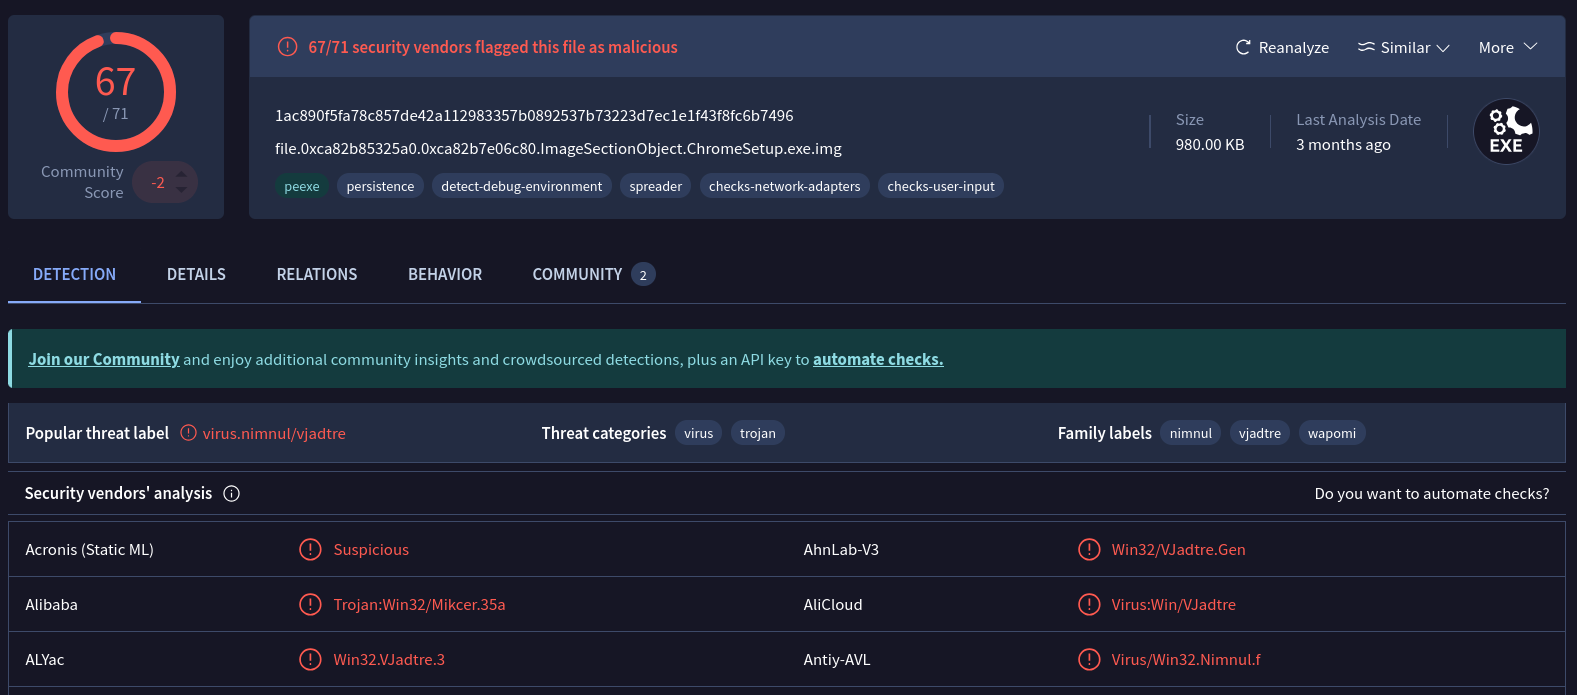 67
/ 71
Community
Score
-2
67/71 security vendors flagged this file as malicious
Reanalyze
Similar
More
1ac890f5fa78c857de42a112983357b0892537b73223d7ec1e1f43f8fc6b7496
file.0xca82b85325a0.0xca82b7e06c80.ImageSectionObject.ChromeSetup.exe.img
peexe
persistence
detect-debug-environment
spreader
checks-network-adapters
checks-user-input
Size
980.00 KB
Last Analysis Date
3 months ago
EXE
DETECTION
DETAILS
RELATIONS
BEHAVIOR
COMMUNITY 2
Join our Community and enjoy additional community insights and crowdsourced detections, plus an API key to automate checks.
Popular threat label virus.nimnul/vjadtre
Threat categories virus trojan
Family labels nimnul vjadtre wapomi
Security vendors' analysis
Do you want to automate checks?
Acronis (Static ML) Suspicious AhnLab-V3 Win32/VJadtre.Gen
Alibaba Trojan:Win32/Mikcer.35a AliCloud Virus:Win/VJadtre
ALYac Win32.VJadtre.3 Antiy-AVL Virus/Win32.Nimnul.f